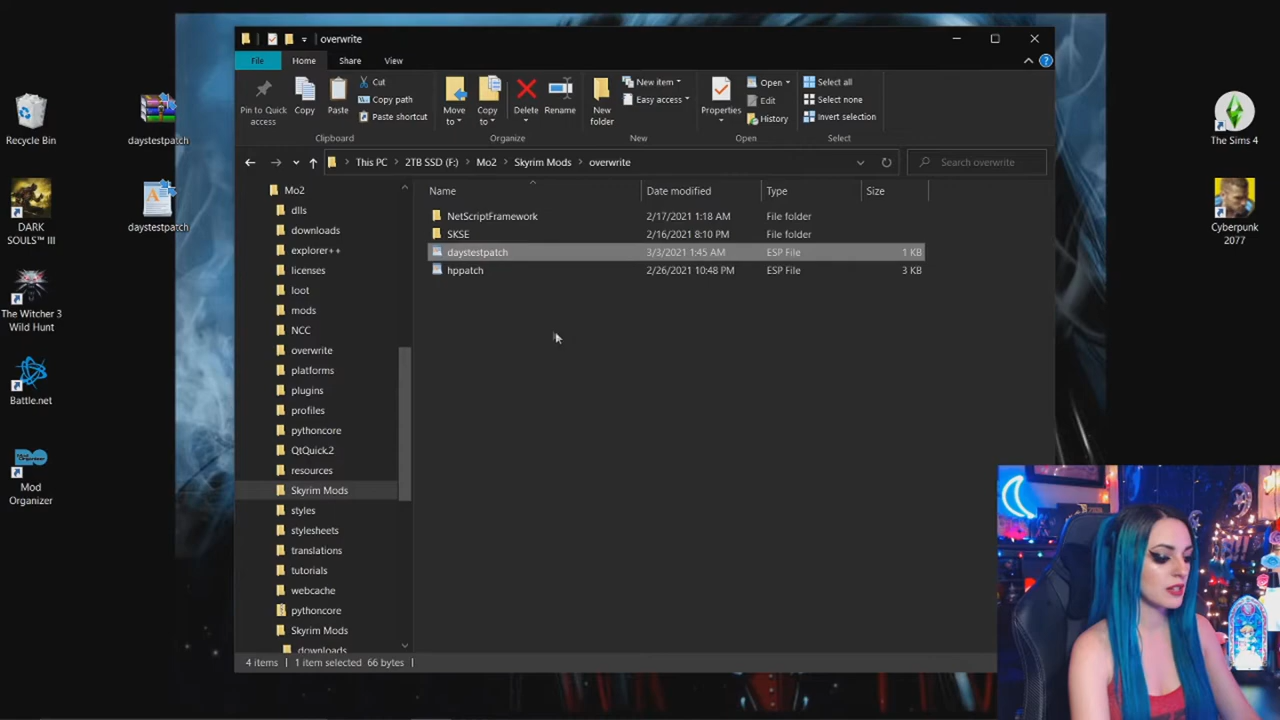 overwrite
File
Home
Share
View
Pin to Quick access
Copy
Paste
Cut
Copy path
Paste shortcut
Clipboard
Move to
Copy to
Delete
Rename
Organize
New folder
New item
Easy access
New
Properties
Open
Edit
History
Open
Select all
Select none
Invert selection
Select
This PC > 2TB SSD (F:) > Mo2 > Skyrim Mods > overwrite
Search overwrite
Name Date modified Type Size
NetScriptFramework 2/17/2021 1:18 AM File folder
SKSE 2/16/2021 8:10 PM File folder
daystestpatch 3/3/2021 1:45 AM ESP File 1 KB
hppatch 2/26/2021 10:48 PM ESP File 3 KB
Mo2
dlls
downloads
explorer++
licenses
loot
mods
NCC
overwrite
platforms
plugins
profiles
pythoncore
QtQuick.2
resources
Skyrim Mods
styles
stylesheets
translations
tutorials
webcache
pythoncore
Skyrim Mods
downloads
4 items
1 item selected 66 bytes
Recycle Bin
daystestpatch
DARK SOULS™ III
daystestpatch
The Witcher 3
Wild Hunt
Battle.net
Mod
Organizer
The Sims 4
Cyberpunk
2077